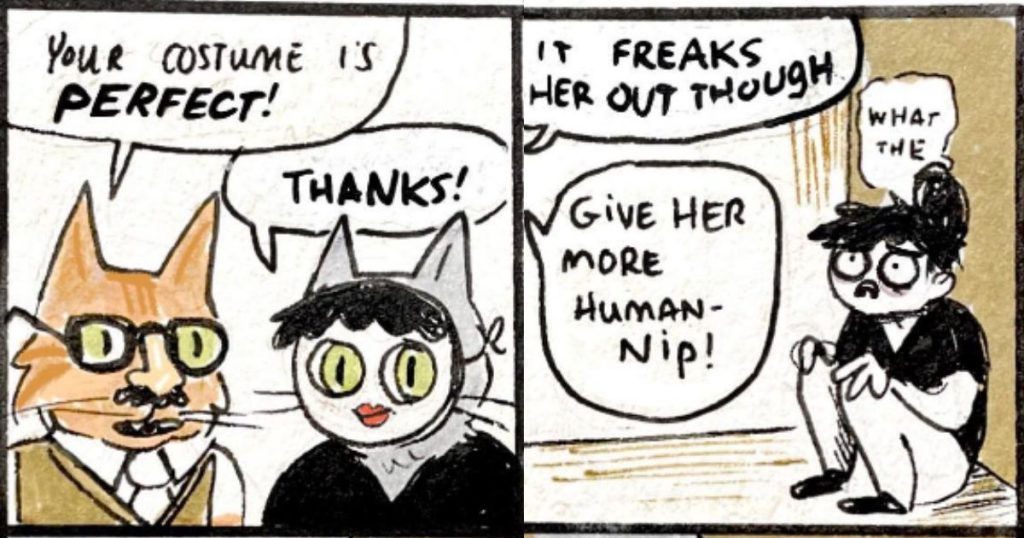 YOUR COSTUME IS
PERFECT!
THANKS!
IT FREAKS
HER OUT THOUGH
WHAT
THE
GIVE HER
MORE
HUMAN-
NIP!